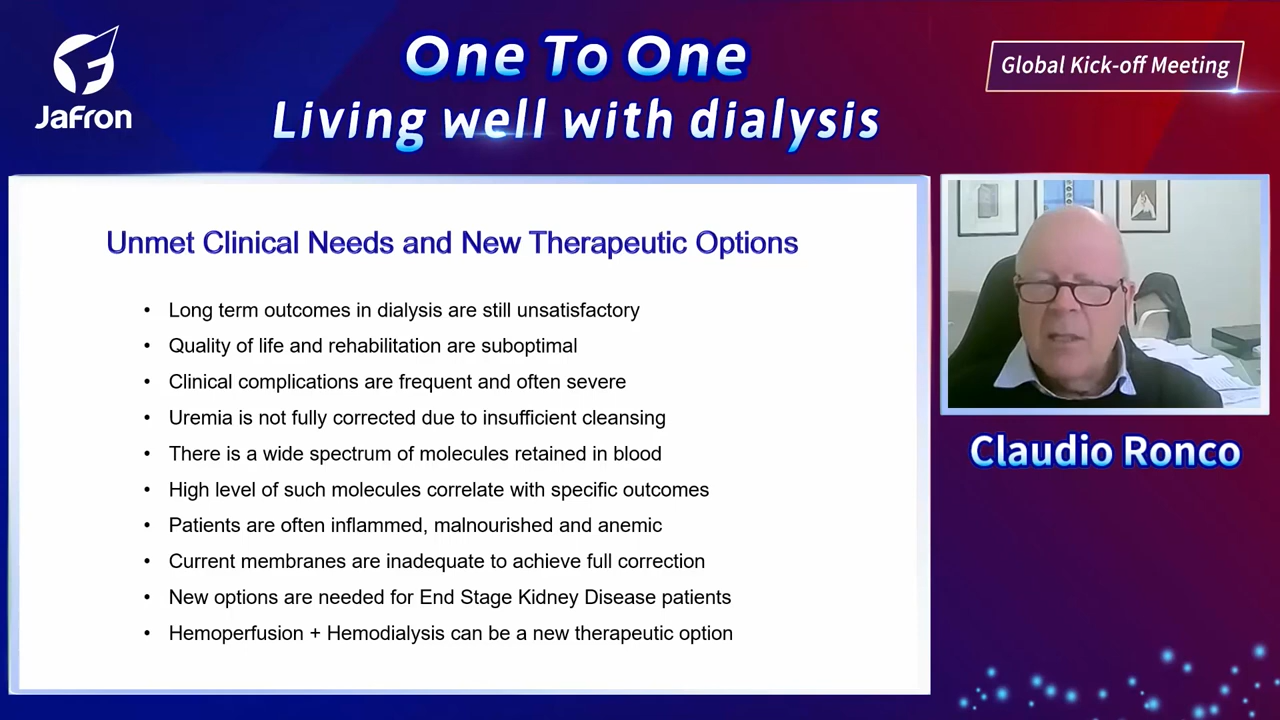 JaFron
One To One
Living well with dialysis
Global Kick-off Meeting
Unmet Clinical Needs and New Therapeutic Options
• Long term outcomes in dialysis are still unsatisfactory
• Quality of life and rehabilitation are suboptimal
• Clinical complications are frequent and often severe
• Uremia is not fully corrected due to insufficient cleansing
• There is a wide spectrum of molecules retained in blood
• High level of such molecules correlate with specific outcomes
• Patients are often inflammed, malnourished and anemic
• Current membranes are inadequate to achieve full correction
• New options are needed for End Stage Kidney Disease patients
• Hemoperfusion + Hemodialysis can be a new therapeutic option
Claudio Ronco